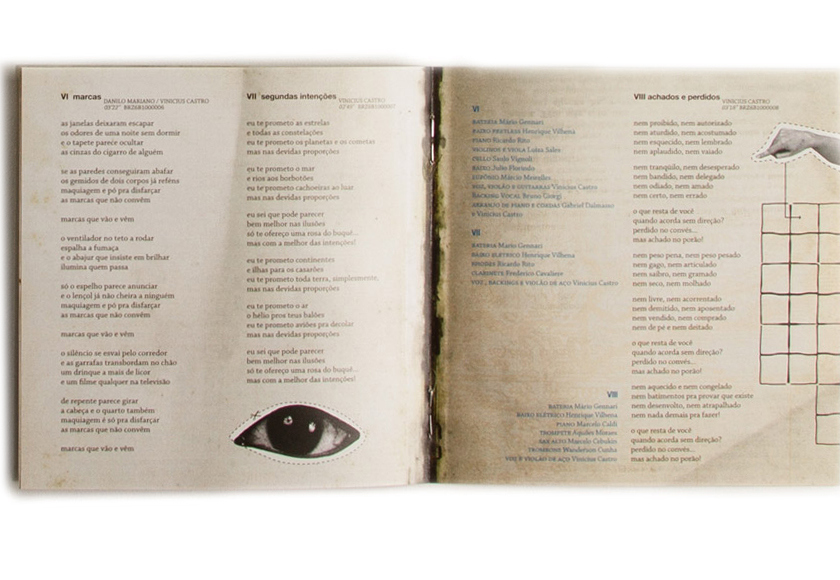 VI marcas
DANILO MARIANO / VINICIUS CASTRO
03'27" BR26R1000006
as janelas deixaram escapar
os odores de uma noite sem dormir
e o tapete parece ocultar
as cinzas do cigarro de alguém
se as paredes conseguiram abafar
os gemidos de dois corpos já reféns
maquiagem e pó pra disfarçar
as marcas que não convêm
marcas que vão e vêm
o ventilador no teto a rodar
espalha a fumaça
e o abajur que insiste em brilhar
ilumina quem passa
só o espelho parece anunciar
e o lençol já não cheira a ninguém
maquiagem e pó pra disfarçar
as marcas que não convêm
marcas que vão e vêm
o silêncio se esvai pelo corredor
e as garrafas transbordam no chão
um drinque a mais de licor
e um filme qualquer na televisão
de repente parece girar
a cabeça e o quarto também
maquiagem é só pra disfarçar
as marcas que não convêm
marcas que vão e vêm
VII segundas intenções
VINICIUS CASTRO
02'45" BR26R1000007
eu te prometo as estrelas
e todas as constelações
eu te prometo os planetas e os cometas
mas nas devidas proporções
eu te prometo o mar
e rios aos borbotões
eu te prometo cachoeiras ao luar
mas nas devidas proporções
eu sei que pode parecer
bem melhor nas ilusões
só te ofereço uma rosa do buquê...
mas com a melhor das intenções!
eu te prometo continentes
e ilhas para os casarões
eu te prometo toda terra, simplesmente,
mas nas devidas proporções
eu te prometo o ar
o hélio pros teus balões
eu te prometo aviões pra decolar
mas nas devidas proporções
eu sei que pode parecer
bem melhor nas ilusões
só te ofereço uma rosa do buquê...
mas com a melhor das intenções!
VI
BATERIA Mário Gennari
BAIXO FRETLESS Henrique Vilhena
PIANO Ricardo Rito
VIOLINOS E VIOLA Luisa Sales
CELLO Saulo Vignoli
BAIXO Julio Florindo
EUFÔNIO Márcio Meirelles
VOZ, VIOLÃO E GUITARRAS Vinicius Castro
BACKING VOCAL Bruno Giorgi
ARRANJO DE PIANO E CORDAS Gabriel Dalmasso
e Vinicius Castro
VII
BATERIA Mário Gennari
BAIXO ELÉTRICO Henrique Vilhena
RHODES Ricardo Rito
CLARINETE Frederico Cavaliere
VOZ, BACKINGS E VIOLÃO DE AÇO Vinicius Castro
VIII
BATERIA Mário Gennari
BAIXO ELÉTRICO Henrique Vilhena
PIANO Marcelo Caldi
TROMPETE Aquiles Moraes
SAX ALTO Marcelo Cebukin
TROMBONE Wanderson Cunha
VOZ E VIOLÃO DE AÇO Vinicius Castro
VIII achados e perdidos
VINICIUS CASTRO
03'18" BR26R1000008
nem proibido, nem autorizado
nem aturdido, nem acostumado
nem esquecido, nem lembrado
nem aplaudido, nem vaiado
nem tranqüilo, nem desesperado
nem bandido, nem delegado
nem odiado, nem amado
nem certo, nem errado
o que resta de você
quando acorda sem direção?
perdido no convés...
mas achado no porão!
nem peso pena, nem peso pesado
nem gago, nem articulado
nem saibro, nem gramado
nem seco, nem molhado
nem livre, nem acorrentado
nem demitido, nem aposentado
nem vendido, nem comprado
nem de pé e nem deitado
o que resta de você
quando acorda sem direção?
perdido no convés...
mas achado no porão!
nem aquecido e nem congelado
nem batimentos pra provar que existe
nem desenvolto, nem atrapalhado
nem nada demais pra fazer!
o que resta de você
quando acorda sem direção?
perdido no convés...
mas achado no porão!